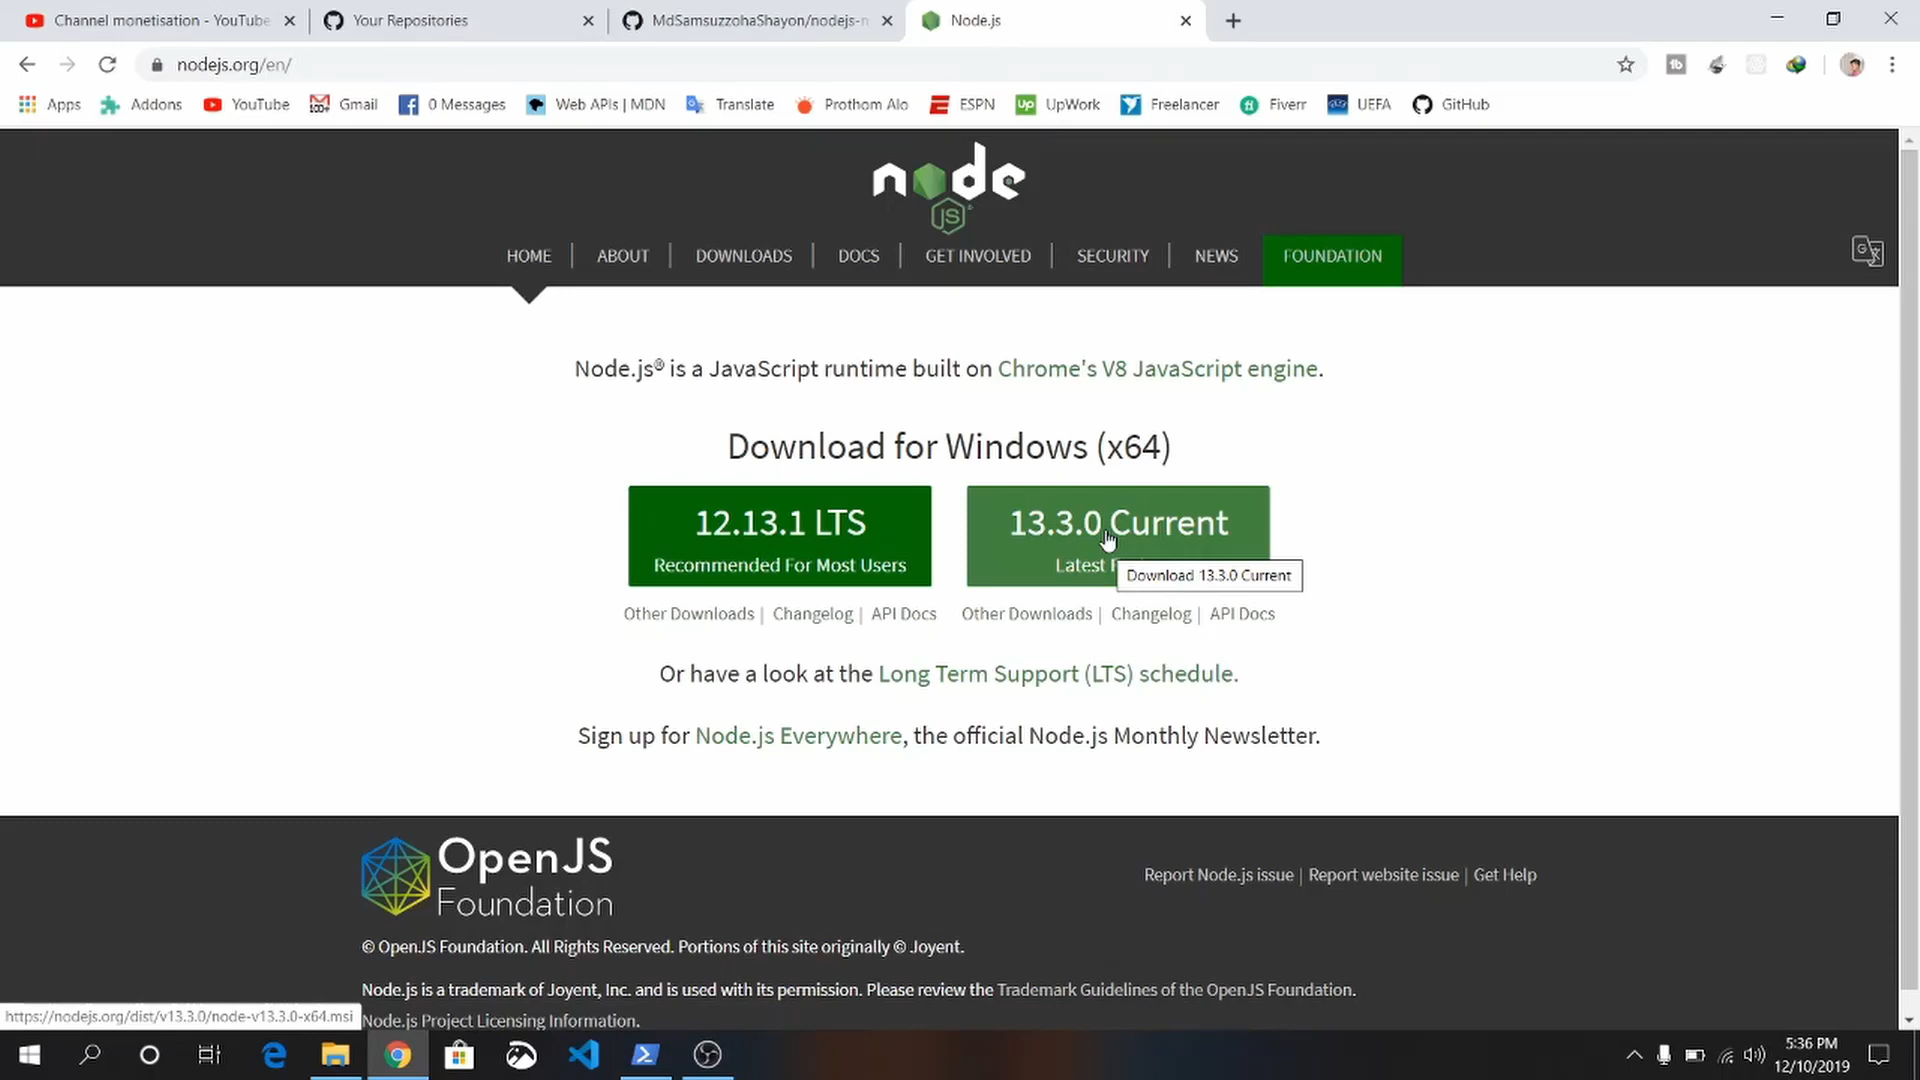 Channel monetisation - YouTube
Your Repositories
MdSamsuzzohaShayon/nodejs-
Node.js
nodejs.org/en/
Apps
Addons
YouTube
100+
Gmail
0 Messages
Web APIs | MDN
Translate
Prothom Alo
ESPN
Up
UpWork
Freelancer
fi
Fiverr
UEFA
GitHub
node
JS
HOME
ABOUT
DOWNLOADS
DOCS
GET INVOLVED
SECURITY
NEWS
FOUNDATION
Node.js® is a JavaScript runtime built on Chrome's V8 JavaScript engine.
Download for Windows (x64)
12.13.1 LTS
Recommended For Most Users
13.3.0 Current
Latest
Download 13.3.0 Current
Other Downloads | Changelog | API Docs
Other Downloads | Changelog | API Docs
Or have a look at the Long Term Support (LTS) schedule.
Sign up for Node.js Everywhere, the official Node.js Monthly Newsletter.
OpenJS
Foundation
Report Node.js issue | Report website issue | Get Help
© OpenJS Foundation. All Rights Reserved. Portions of this site originally © Joyent.
Node.js is a trademark of Joyent, Inc. and is used with its permission. Please review the Trademark Guidelines of the OpenJS Foundation.
https://nodejs.org/dist/v13.3.0/node-v13.3.0-x64.msi
Node.js Project Licensing Information.
5:36 PM
12/10/2019